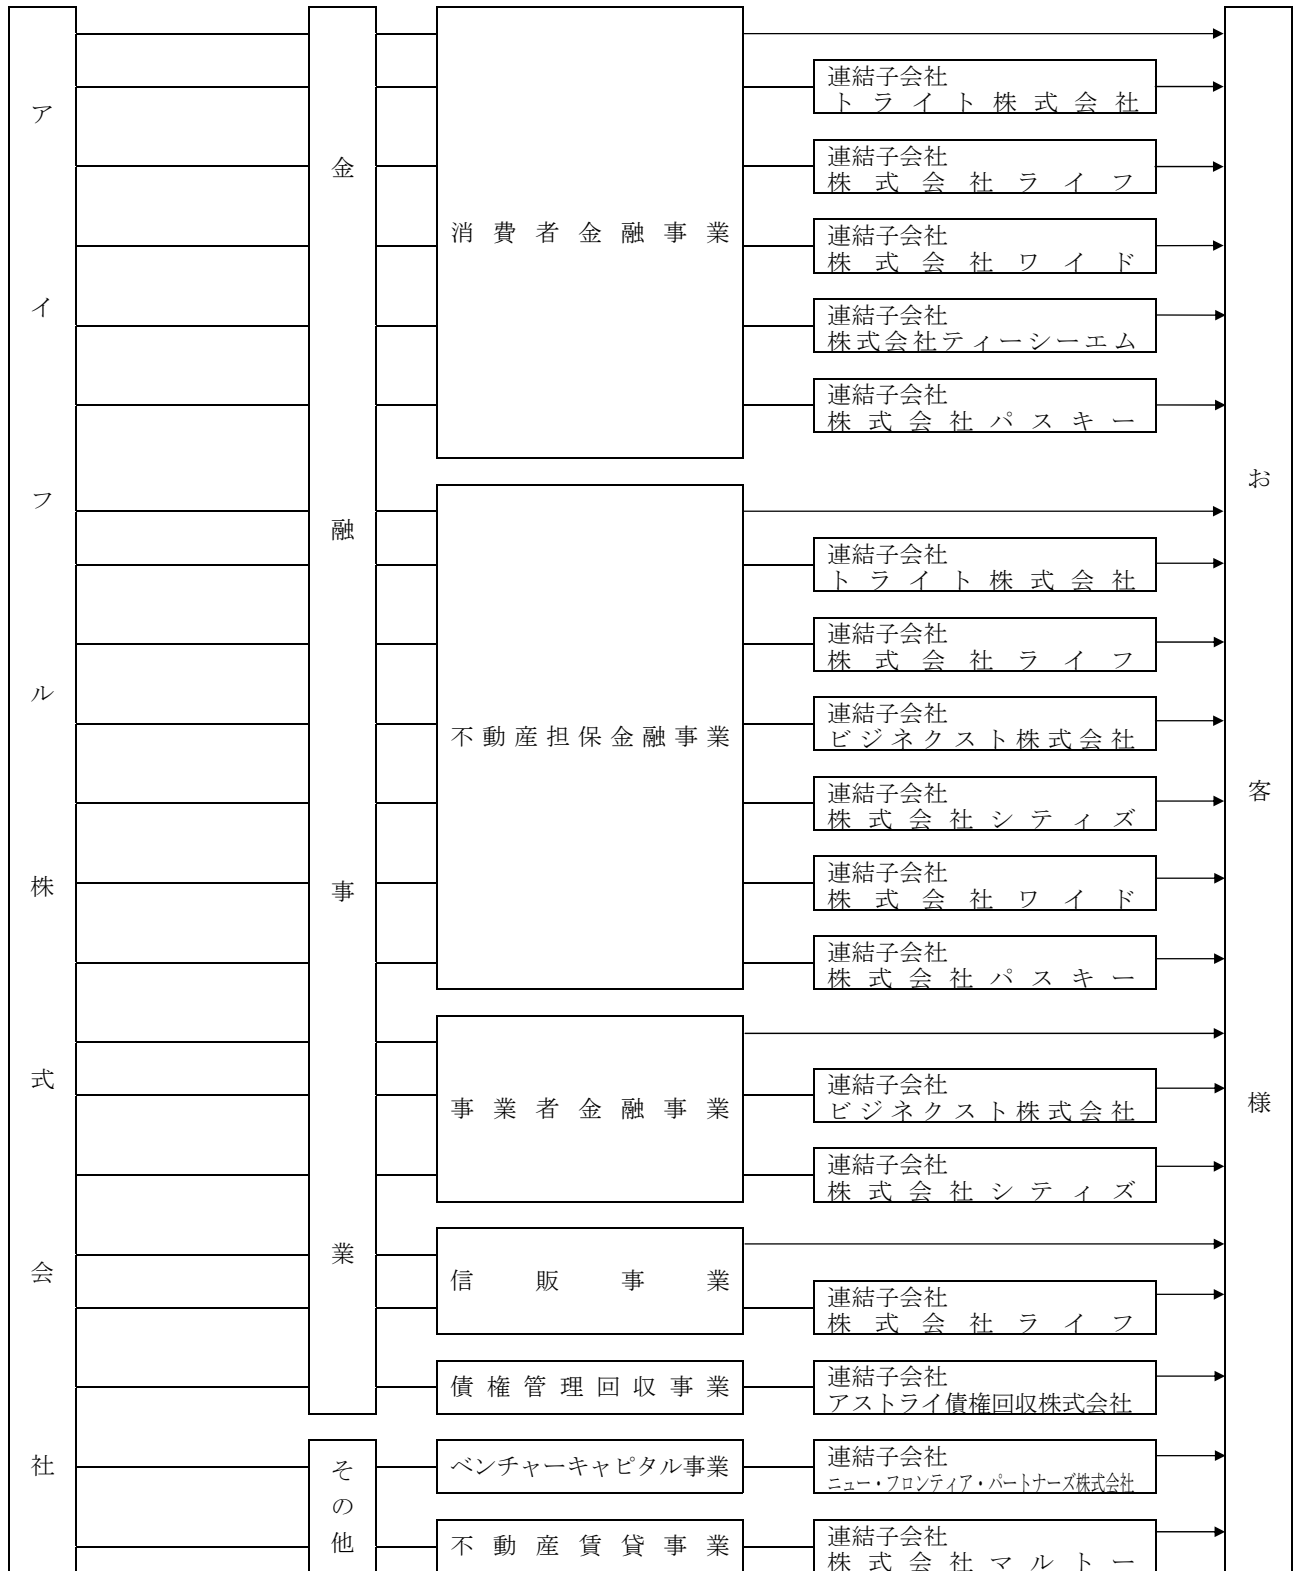 アイフル株式会社
金融事業
消費者金融事業
連結子会社
トライト株式会社
連結子会社
株式会社ライフ
連結子会社
株式会社ワイド
連結子会社
株式会社ティーシーエム
連結子会社
株式会社パスキー
不動産担保金融事業
連結子会社
トライト株式会社
連結子会社
株式会社ライフ
連結子会社
ビジネクスト株式会社
連結子会社
株式会社シティズ
連結子会社
株式会社ワイド
連結子会社
株式会社パスキー
事業者金融事業
連結子会社
ビジネクスト株式会社
連結子会社
株式会社シティズ
信販事業
連結子会社
株式会社ライフ
債権管理回収事業
連結子会社
アストライ債権回収株式会社
その他
ベンチャーキャピタル事業
連結子会社
ニュー・フロンティア・パートナーズ株式会社
不動産賃貸事業
連結子会社
株式会社マルトー
お客様